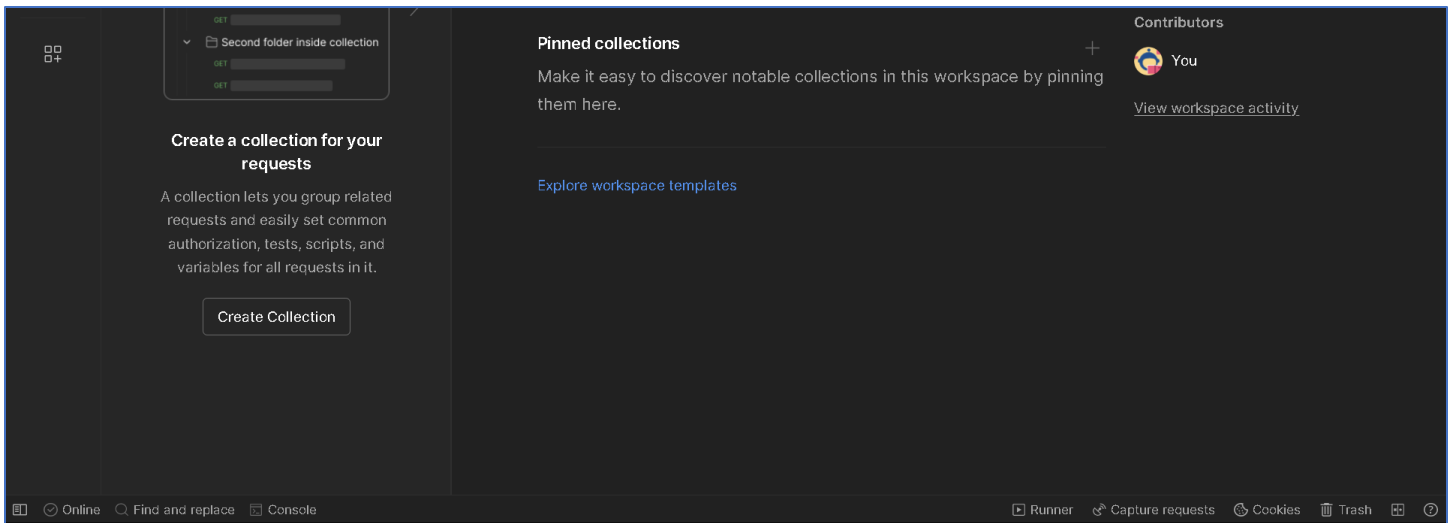 GET
Second folder inside collection
GET
GET
Create a collection for your
requests
A collection lets you group related
requests and easily set common
authorization, tests, scripts, and
variables for all requests in it.
Create Collection
Pinned collections
Make it easy to discover notable collections in this workspace by pinning
them here.
Explore workspace templates
Contributors
You
View workspace activity
Online Find and replace Console Runner Capture requests Cookies Trash